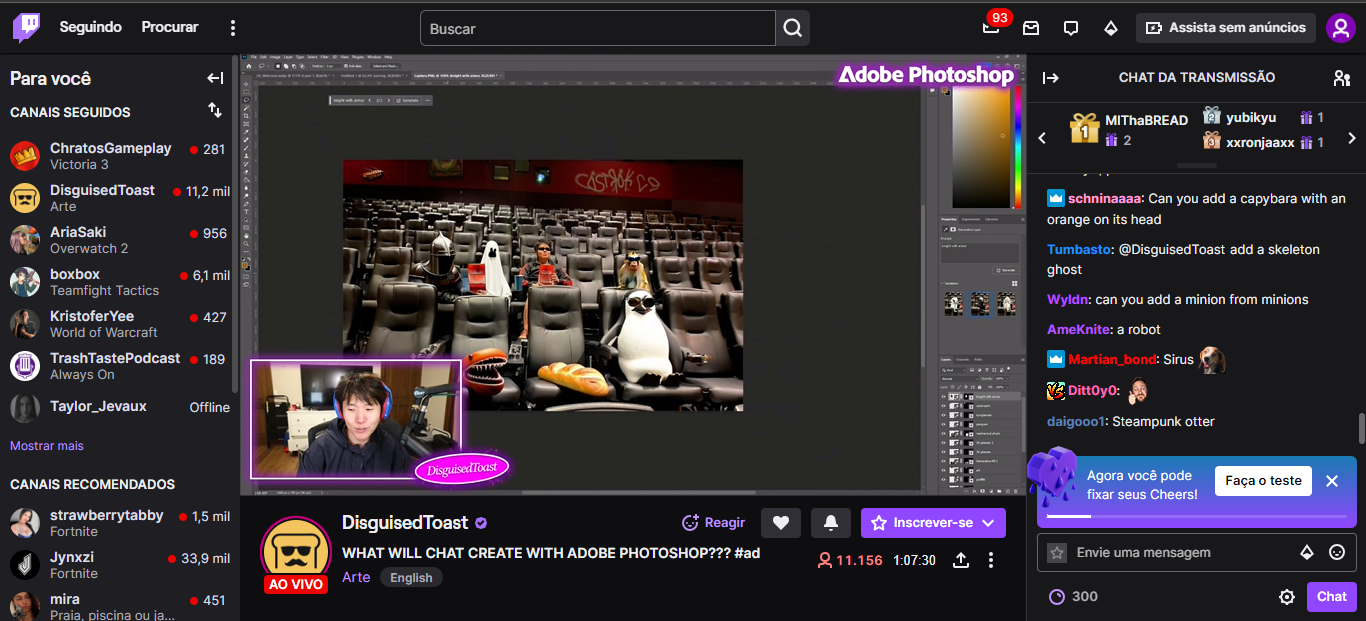 Seguindo
Procurar
Buscar
93
Assista sem anúncios
Para você
CANAIS SEGUIDOS
ChratosGameplay
281
Victoria 3
DisguisedToast
11,2 mil
Arte
AriaSaki
956
Overwatch 2
boxbox
6,1 mil
Teamfight Tactics
KristoferYee
427
World of Warcraft
TrashTastePodcast
189
Always On
Taylor_Jevaux
Offline
Mostrar mais
CANAIS RECOMENDADOS
strawberrytabby
1,5 mil
Fortnite
Jynxzi
33,9 mil
Fortnite
mira
451
Praia, piscina ou ja...
Adobe Photoshop
DisguisedToast
DisguisedToast
Reagir
Inscrever-se
WHAT WILL CHAT CREATE WITH ADOBE PHOTOSHOP??? #ad
11.156
1:07:30
AO VIVO
Arte
English
CHAT DA TRANSMISSÃO
1
MIThaBREAD
2
2
yubikyu
1
3
xxronjaaxx
1
schninaaaa: Can you add a capybara with an
orange on its head
Tumbasto: @DisguisedToast add a skeleton
ghost
Wyldn: can you add a minion from minions
AmeKnite: a robot
Martian_bond: Sirus
Ditt0y0:
daigooo1: Steampunk otter
Agora você pode
fixar seus Cheers!
Faça o teste
Envie uma mensagem
300
Chat